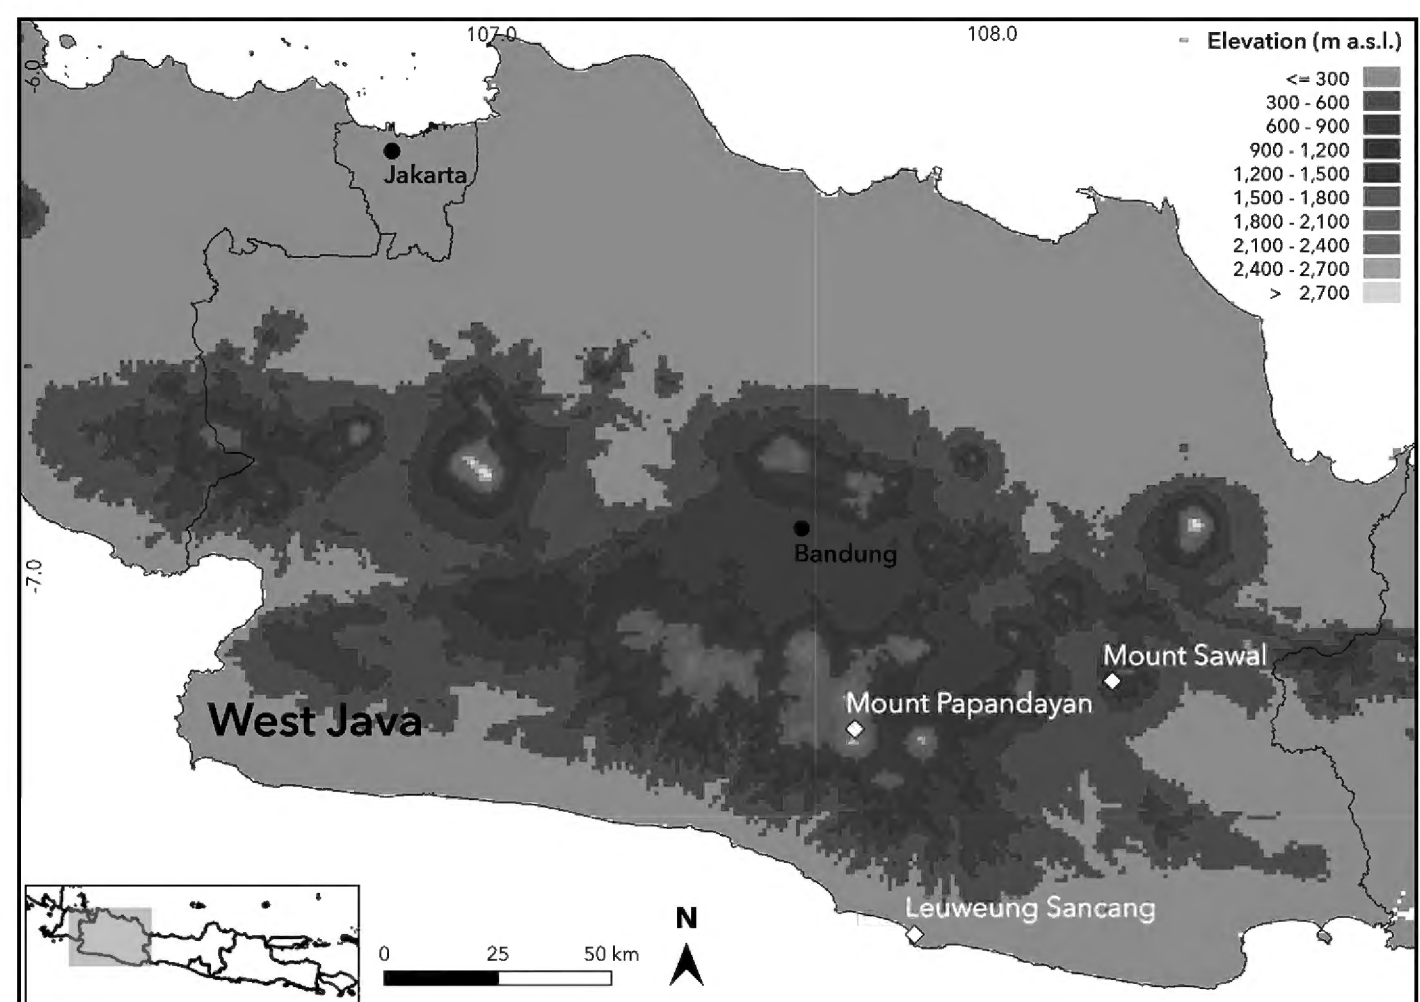 107.0
108.0
-6.0
Elevation (m a.s.l.)
<= 300
300 - 600
600 - 900
900 - 1,200
1,200 - 1,500
1,500 - 1,800
1,800 - 2,100
2,100 - 2,400
2,400 - 2,700
> 2,700
Jakarta
Bandung
-7.0
Mount Sawal
Mount Papandayan
West Java
Leuweung Sancang
N
0 25 50 km